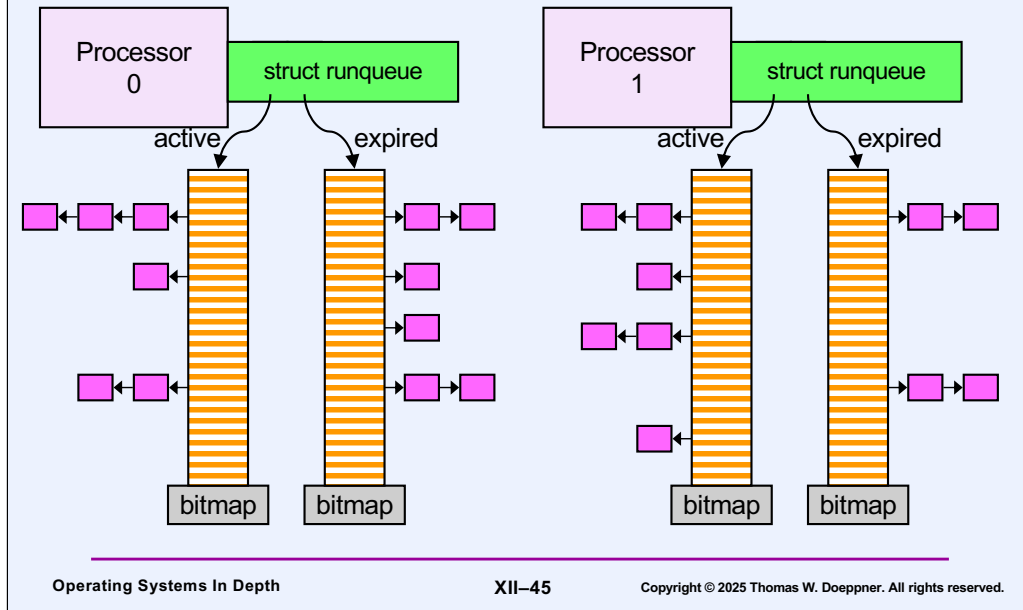 Processor
0
struct runqueue
active
expired
bitmap
bitmap
Processor
1
struct runqueue
active
expired
bitmap
bitmap
Operating Systems In Depth
XII–45
Copyright © 2025 Thomas W. Doeppner. All rights reserved.